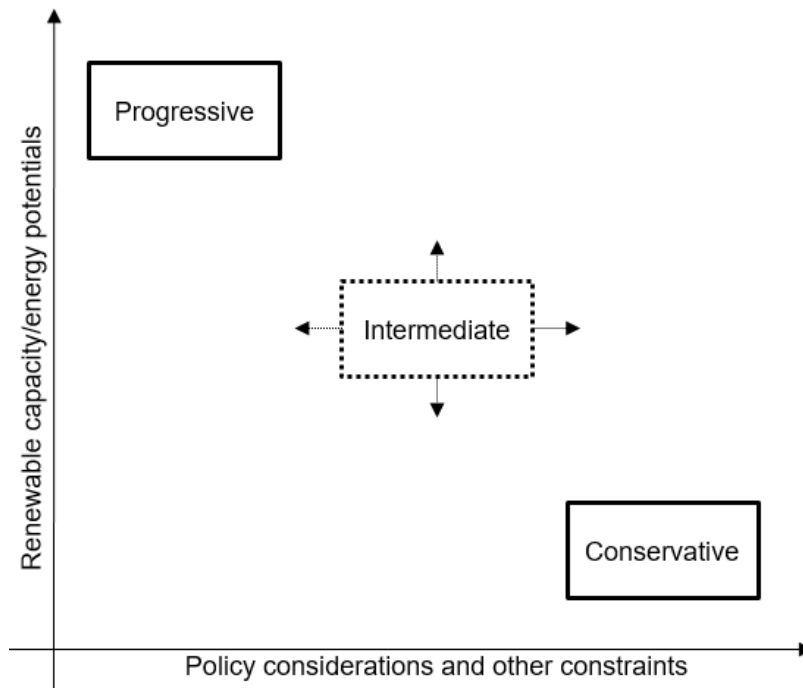 Progressive
Renewable capacity/energy potentials
Intermediate
Conservative
Policy considerations and other constraints